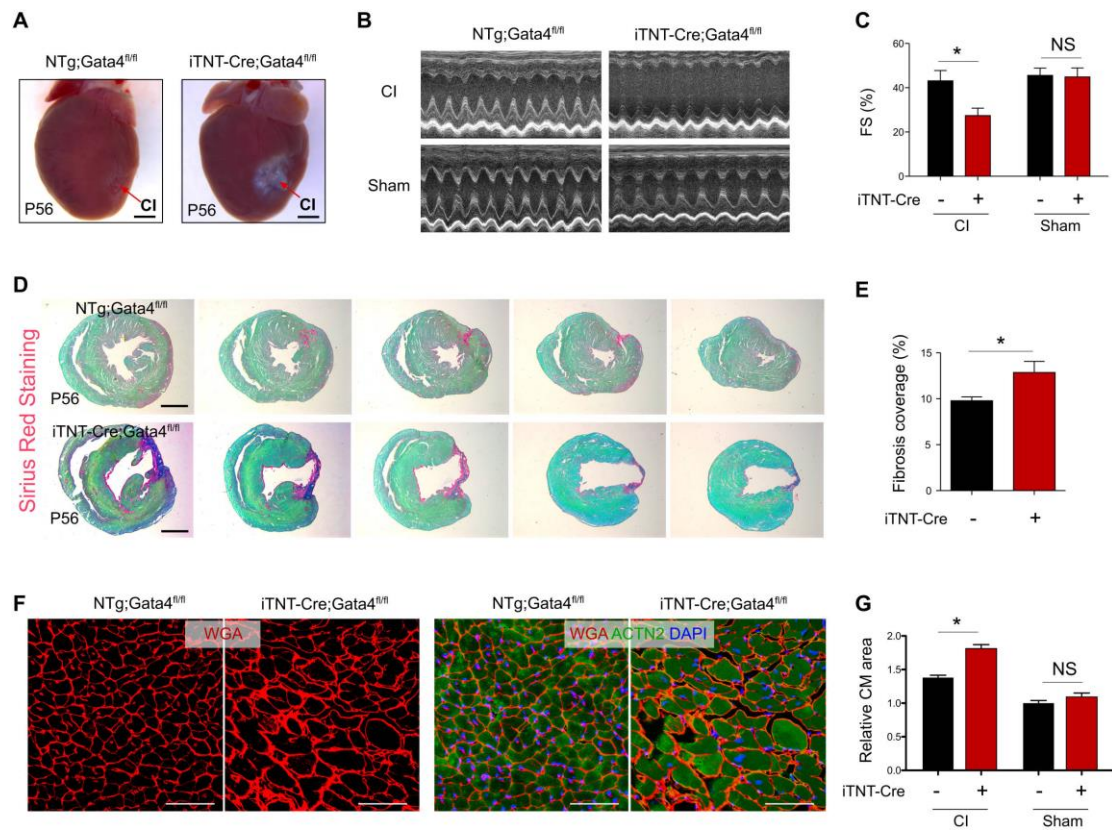 A
NTg;Gata4fl/fl
iTNT-Cre;Gata4fl/fl
P56
CI
P56
CI
B
NTg;Gata4fl/fl
iTNT-Cre;Gata4fl/fl
CI
Sham
C
*
NS
FS (%)
60
40
20
0
iTNT-Cre
-
+
-
+
CI
Sham
D
Sirius Red Staining
NTg;Gata4fl/fl
P56
iTNT-Cre;Gata4fl/fl
P56
E
*
Fibrosis coverage (%)
15
10
5
0
iTNT-Cre
-
+
F
NTg;Gata4fl/fl
iTNT-Cre;Gata4fl/fl
WGA
NTg;Gata4fl/fl
iTNT-Cre;Gata4fl/fl
WGA ACTN2 DAPI
G
*
NS
Relative CM area
2.0
1.5
1.0
0.5
0
iTNT-Cre
-
+
-
+
CI
Sham